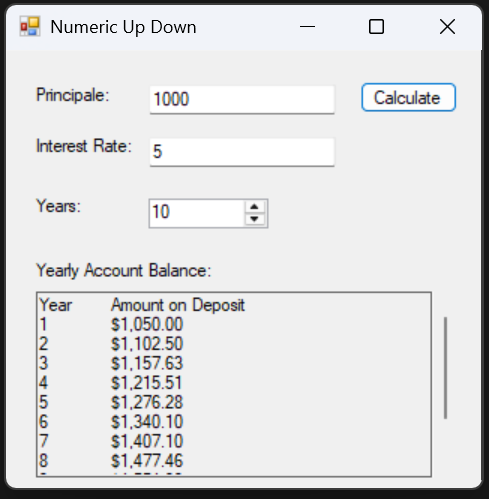 Numeric Up Down
Principale: 1000 Calculate
Interest Rate: 5
Years: 10
Yearly Account Balance:
Year Amount on Deposit
1 $1,050.00
2 $1,102.50
3 $1,157.63
4 $1,215.51
5 $1,276.28
6 $1,340.10
7 $1,407.10
8 $1,477.46